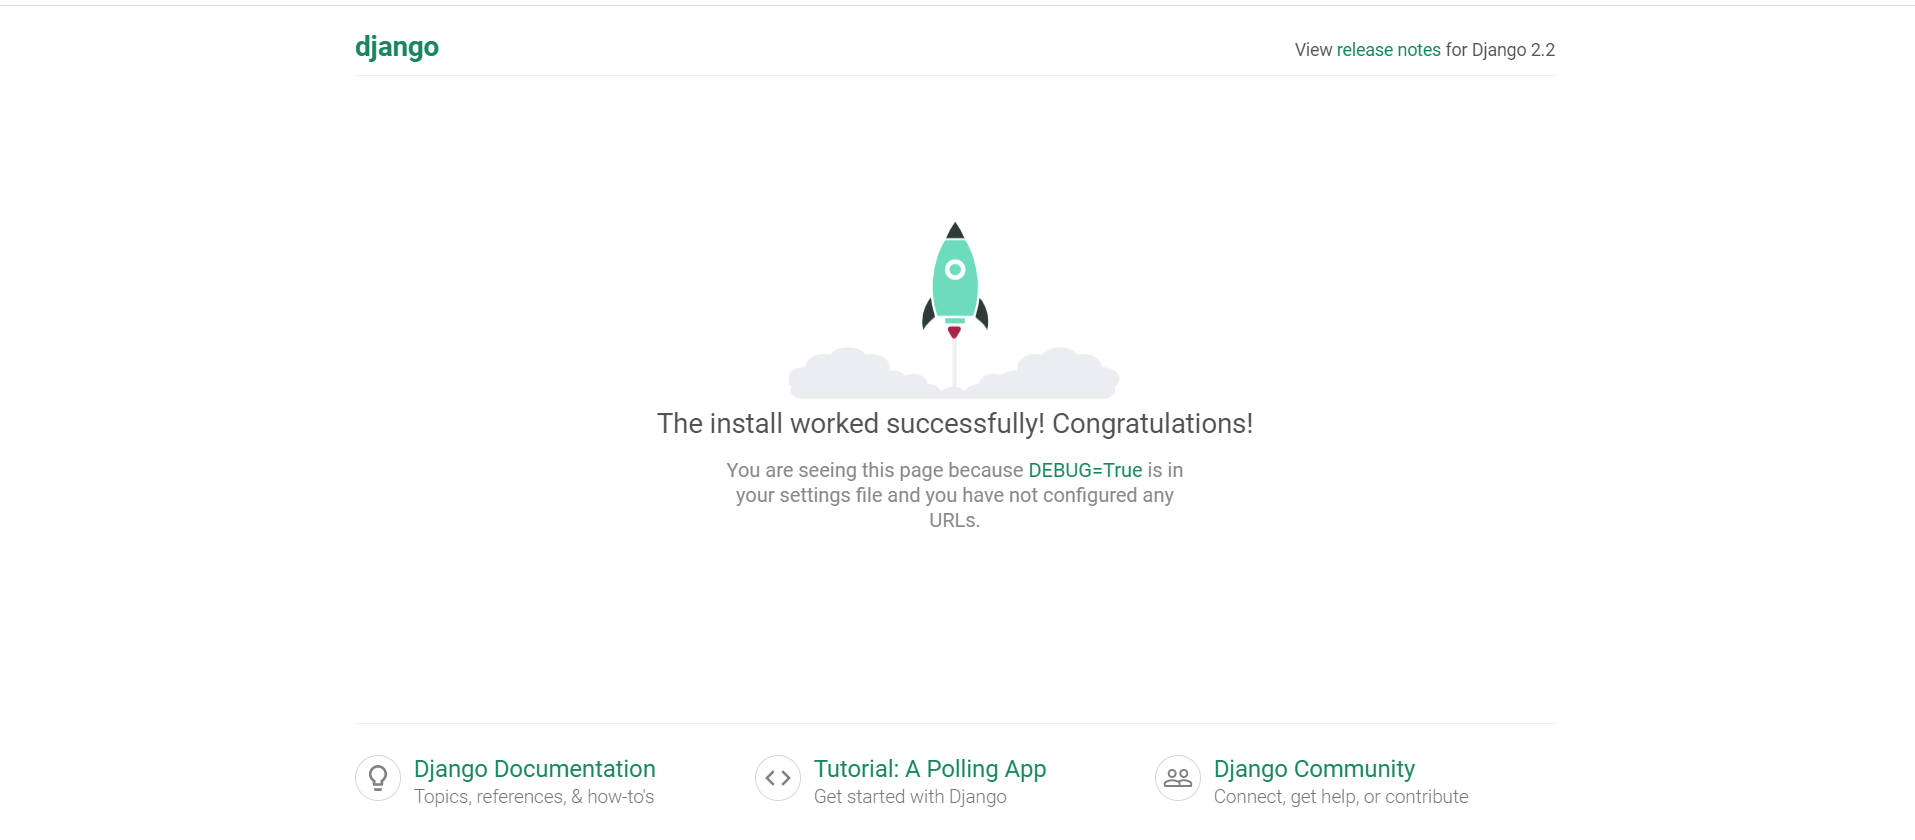 django
View release notes for Django 2.2
The install worked successfully! Congratulations!
You are seeing this page because DEBUG=True is in
your settings file and you have not configured any
URLs.
Django Documentation
Topics, references, & how-to's
Tutorial: A Polling App
Get started with Django
Django Community
Connect, get help, or contribute